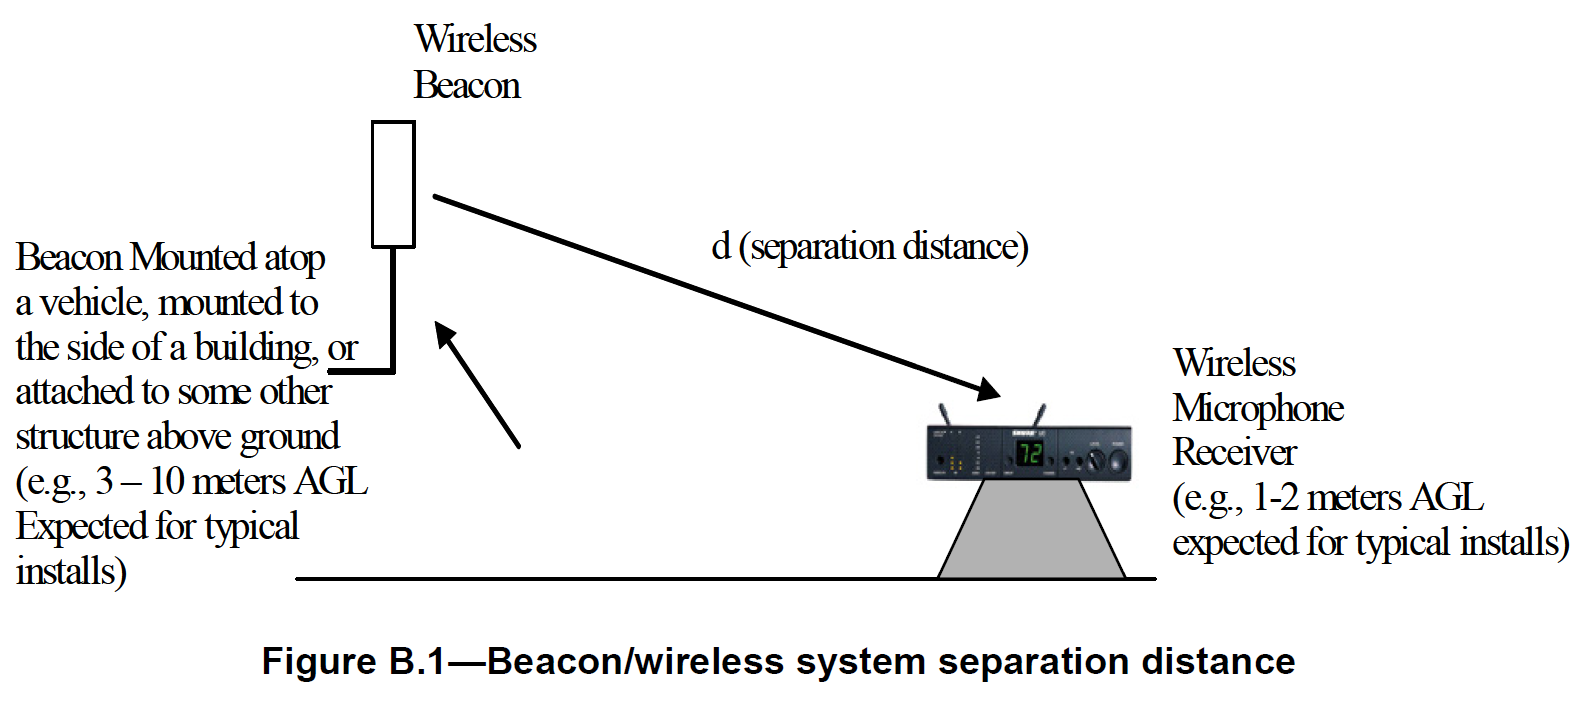 Wireless
Beacon
Beacon Mounted atop
a vehicle, mounted to
the side of a building, or
attached to some other
structure above ground
(e.g., 3 – 10 meters AGL
Expected for typical
installs)
d (separation distance)
72
Wireless
Microphone
Receiver
(e.g., 1-2 meters AGL
expected for typical installs)
Figure B.1—Beacon/wireless system separation distance